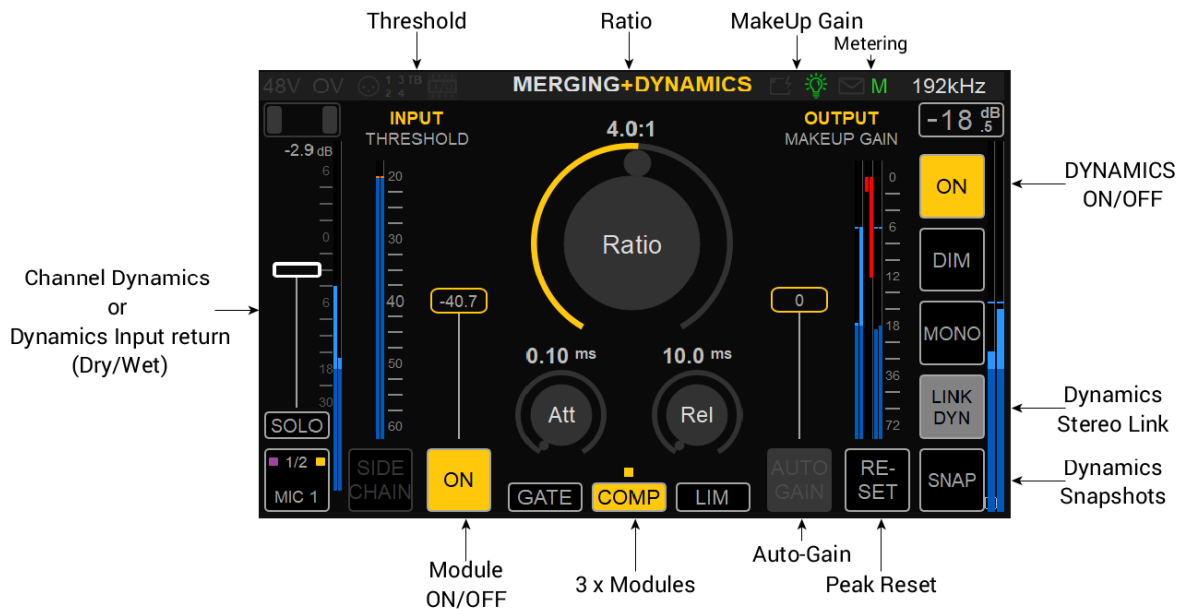 Threshold
Ratio
MakeUp Gain
Metering
48V OV 1 3 TB 2 4 MERGING+DYNAMICS M 192kHz
INPUT
THRESHOLD
4.0:1
OUTPUT
MAKEUP GAIN
-18 dB .5
-2.9 dB
6
0
6
18
30
20
30
40
50
60
-40.7
Ratio
0
0
6
12
18
36
72
ON
DIM
MONO
LINK
DYN
SNAP
DYNAMICS
ON/OFF
Channel Dynamics
or
Dynamics Input return
(Dry/Wet)
0.10 ms
10.0 ms
Att
Rel
Dynamics
Stereo Link
SOLO
1/2
MIC 1
SIDE
CHAIN
ON
GATE
COMP
LIM
AUTO
GAIN
RE-
SET
Dynamics
Snapshots
Module
ON/OFF
3 x Modules
Auto-Gain
Peak Reset